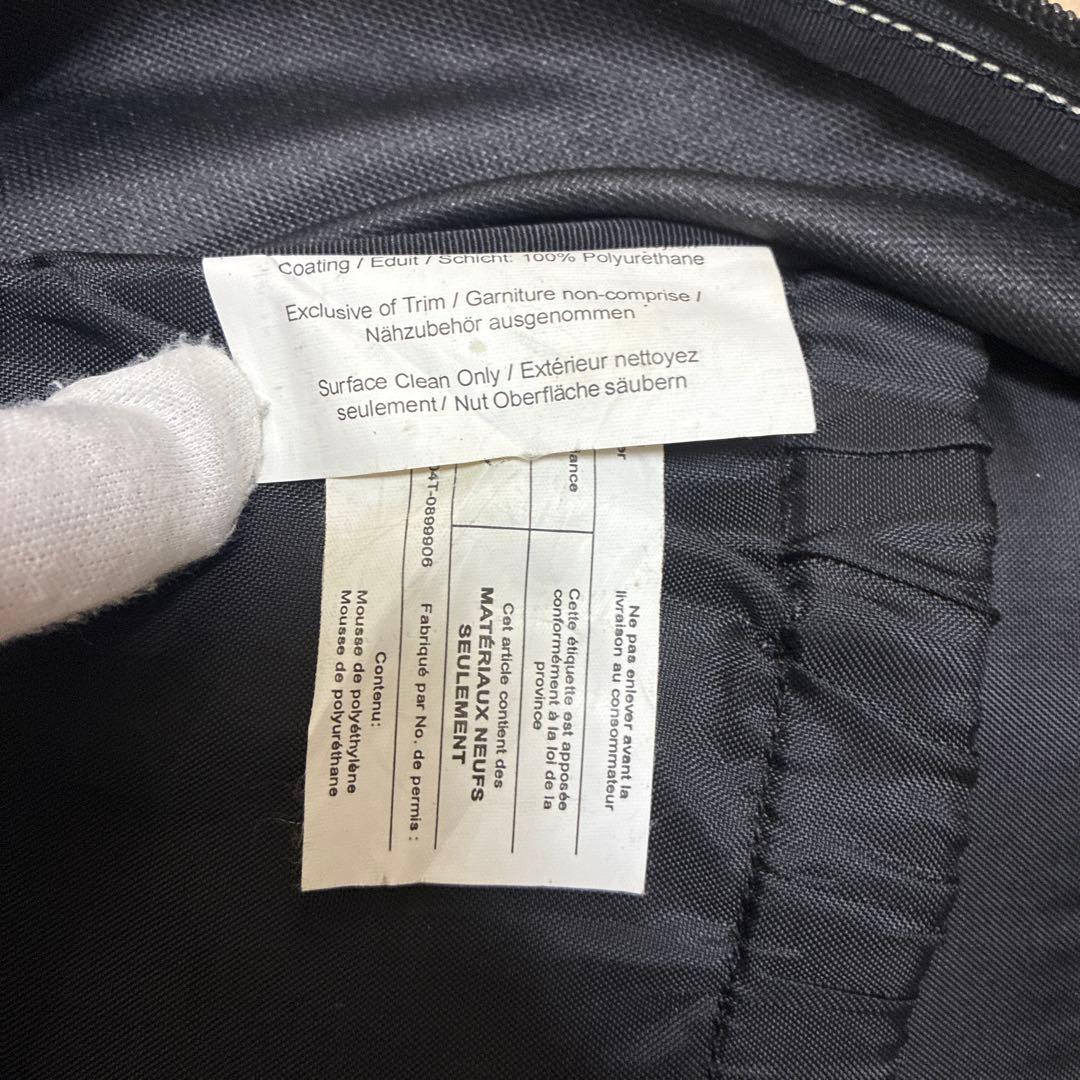 Coating / Eduit / Schicht: 100% Polyurèthane
Exclusive of Trim / Garniture non-comprise /
Nähzubehör ausgenommen
Surface Clean Only / Extérieur nettoyez
seulement / Nut Oberfläche säubern
Ne pas enlever avant la
livraison au consommateur
Cette étiquette est apposée
conformément à la loi de la
province
Cet article contient des
MATÉRIAUX NEUFS
SEULEMENT
04T-0899906 Fabriqué par No. de permis :
Contenu:
Mousse de polyéthylène
Mousse de polyuréthane